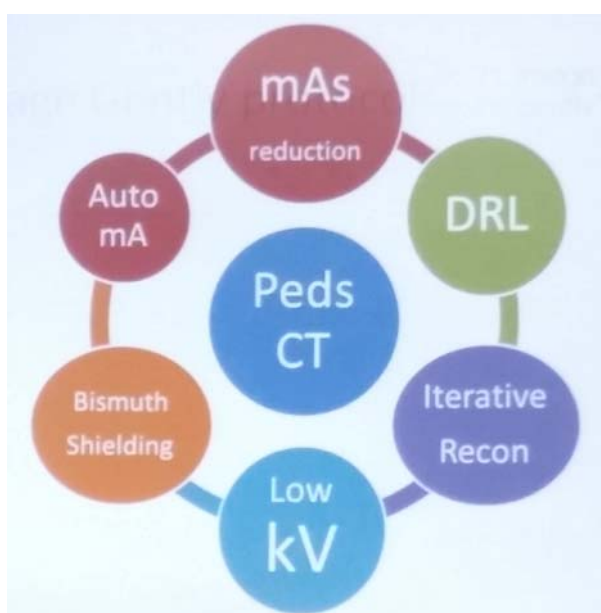 mAs
reduction
Auto
mA
DRL
Peds
CT
Bismuth
Shielding
Iterative
Recon
Low
kV